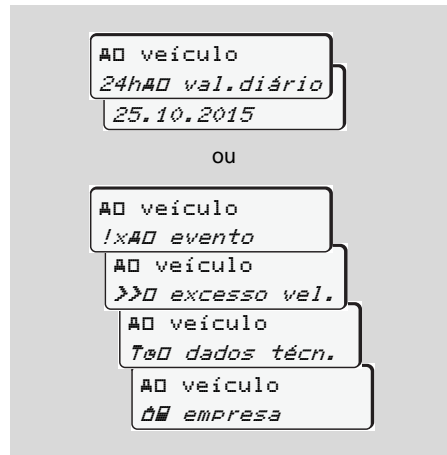 veículo
24h val.diário
25.10.2015
ou
veículo
!x evento
veículo
>> excesso vel.
veículo
T dados técn.
veículo
empresa